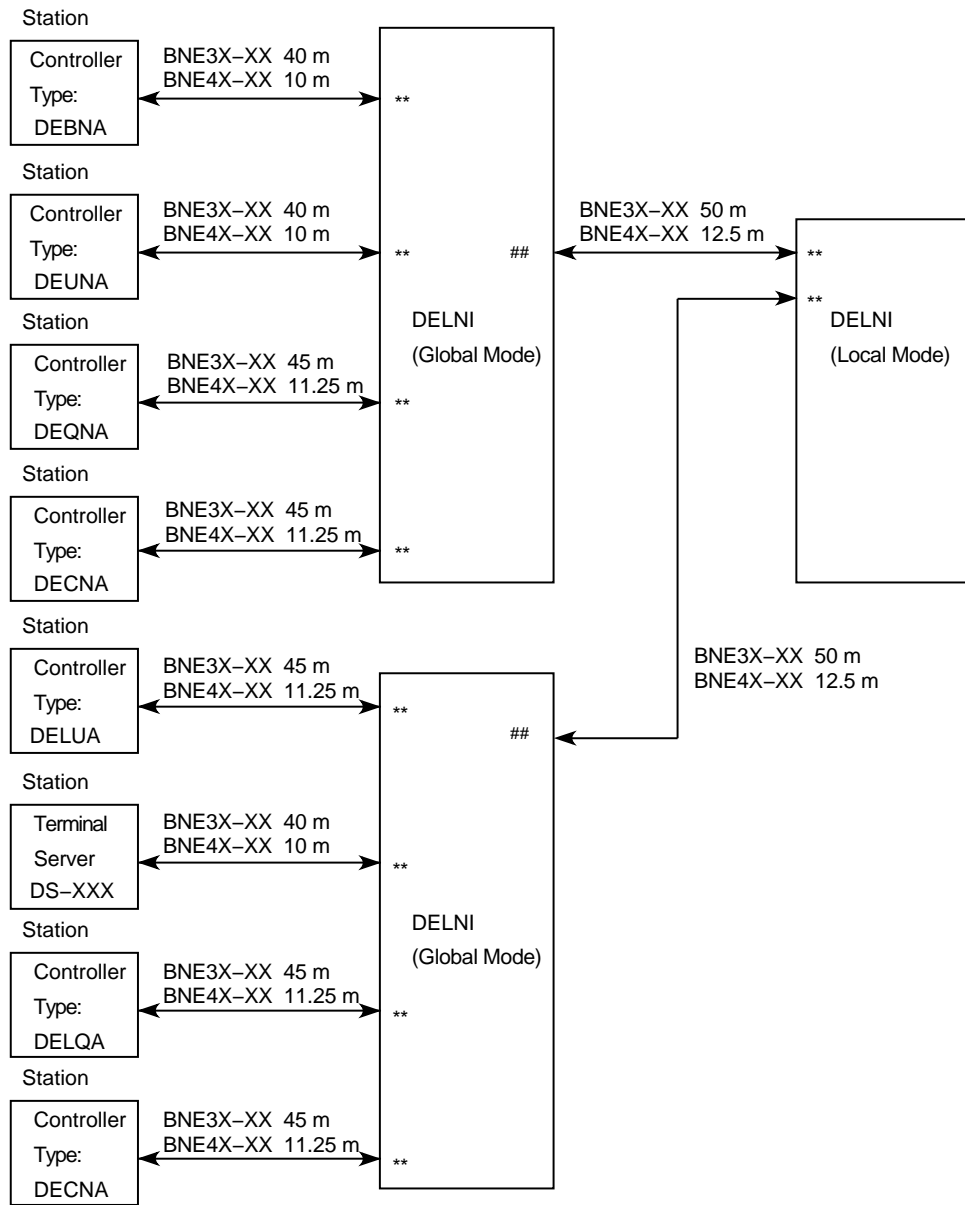 Station
Controller
Type:
DEBNA
BNE3X−XX 40 m
BNE4X−XX 10 m
**
Station
Controller
Type:
DEUNA
BNE3X−XX 40 m
BNE4X−XX 10 m
**
##
DELNI
(Global Mode)
BNE3X−XX 50 m
BNE4X−XX 12.5 m
**
**
DELNI
(Local Mode)
Station
Controller
Type:
DEQNA
BNE3X−XX 45 m
BNE4X−XX 11.25 m
**
Station
Controller
Type:
DECNA
BNE3X−XX 45 m
BNE4X−XX 11.25 m
**
Station
Controller
Type:
DELUA
BNE3X−XX 45 m
BNE4X−XX 11.25 m
**
##
BNE3X−XX 50 m
BNE4X−XX 12.5 m
Station
Terminal
Server
DS−XXX
BNE3X−XX 40 m
BNE4X−XX 10 m
**
DELNI
(Global Mode)
Station
Controller
Type:
DELQA
BNE3X−XX 45 m
BNE4X−XX 11.25 m
**
Station
Controller
Type:
DECNA
BNE3X−XX 45 m
BNE4X−XX 11.25 m
**